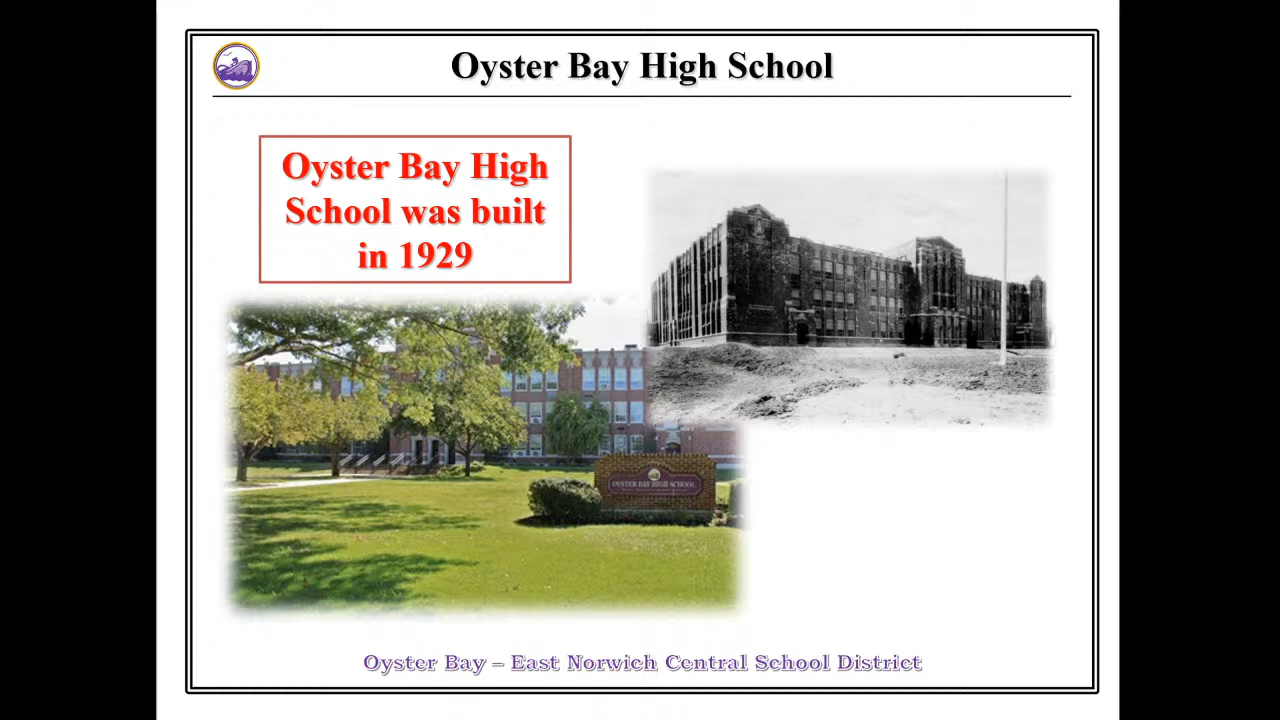 Oyster Bay High School
Oyster Bay High
School was built
in 1929
OYSTER BAY HIGH SCHOOL
Oyster Bay – East Norwich Central School District